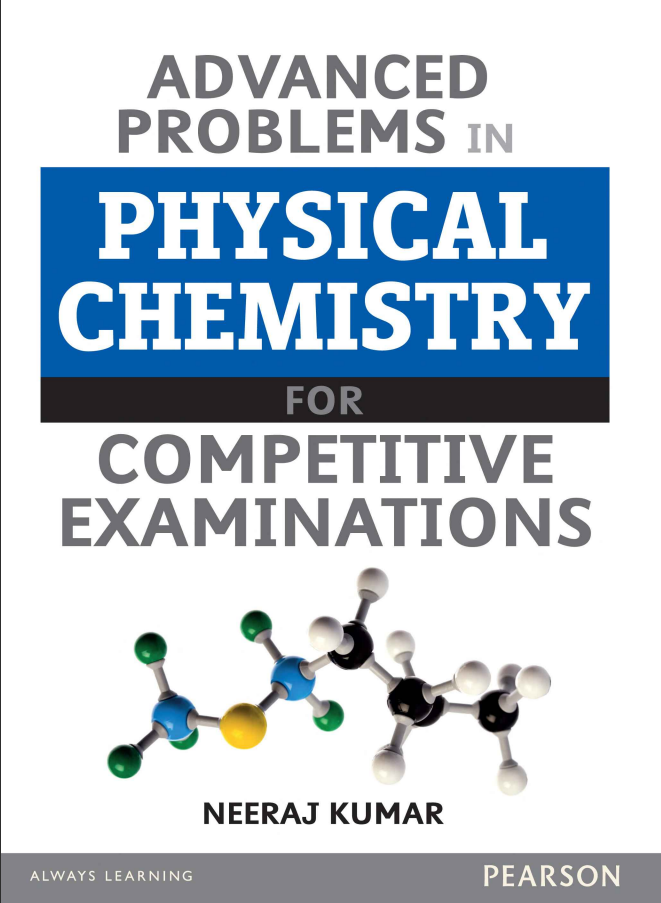 ADVANCED
PROBLEMS IN
PHYSICAL
CHEMISTRY
FOR
COMPETITIVE
EXAMINATIONS
NEERAJ KUMAR
ALWAYS LEARNING
PEARSON